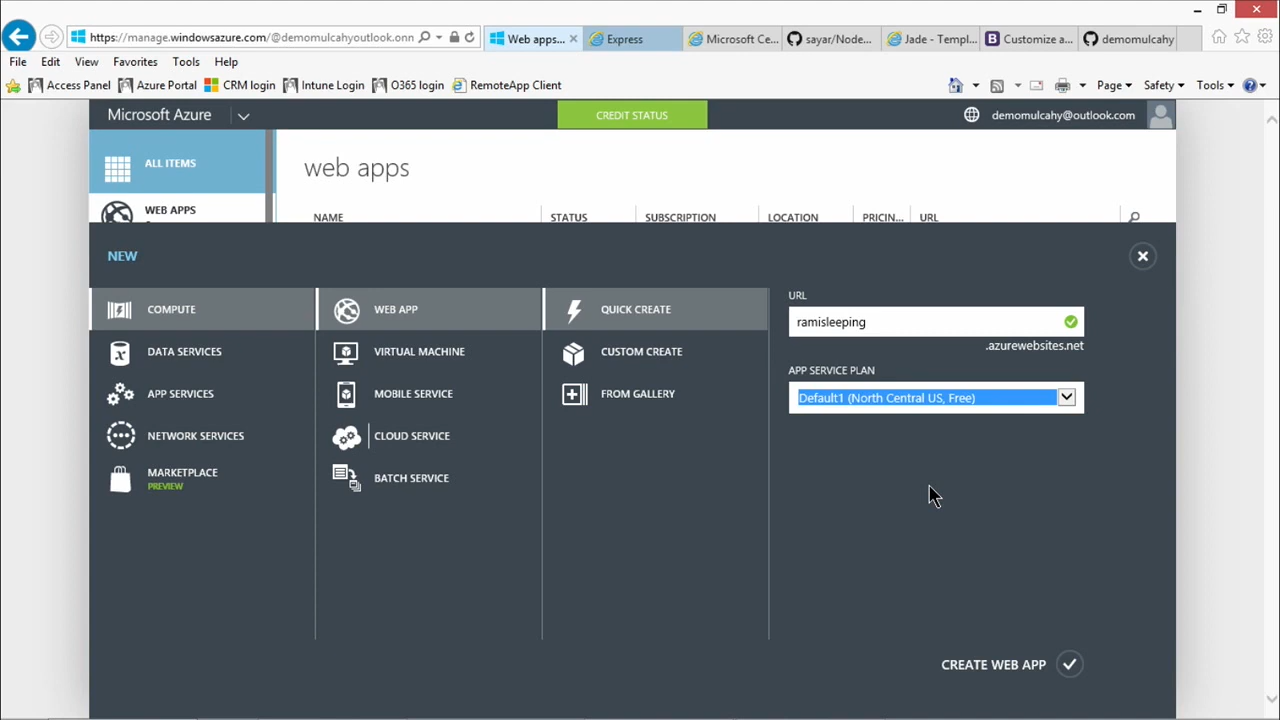 https://manage.windowsazure.com/@demomulcahyoutlook.onn
Web apps...
Express
Microsoft Ce...
sayar/Node...
Jade - Templ...
Customize a...
demomulcahy
File Edit View Favorites Tools Help
Access Panel Azure Portal CRM login Intune Login O365 login RemoteApp Client
Page Safety Tools
Microsoft Azure
CREDIT STATUS
demomulcahy@outlook.com
ALL ITEMS
WEB APPS
web apps
NAME STATUS SUBSCRIPTION LOCATION PRICIN... URL
NEW
COMPUTE
DATA SERVICES
APP SERVICES
NETWORK SERVICES
MARKETPLACE
PREVIEW
WEB APP
VIRTUAL MACHINE
MOBILE SERVICE
CLOUD SERVICE
BATCH SERVICE
QUICK CREATE
CUSTOM CREATE
FROM GALLERY
URL
ramisleeping
.azurewebsites.net
APP SERVICE PLAN
Default1 (North Central US, Free)
CREATE WEB APP